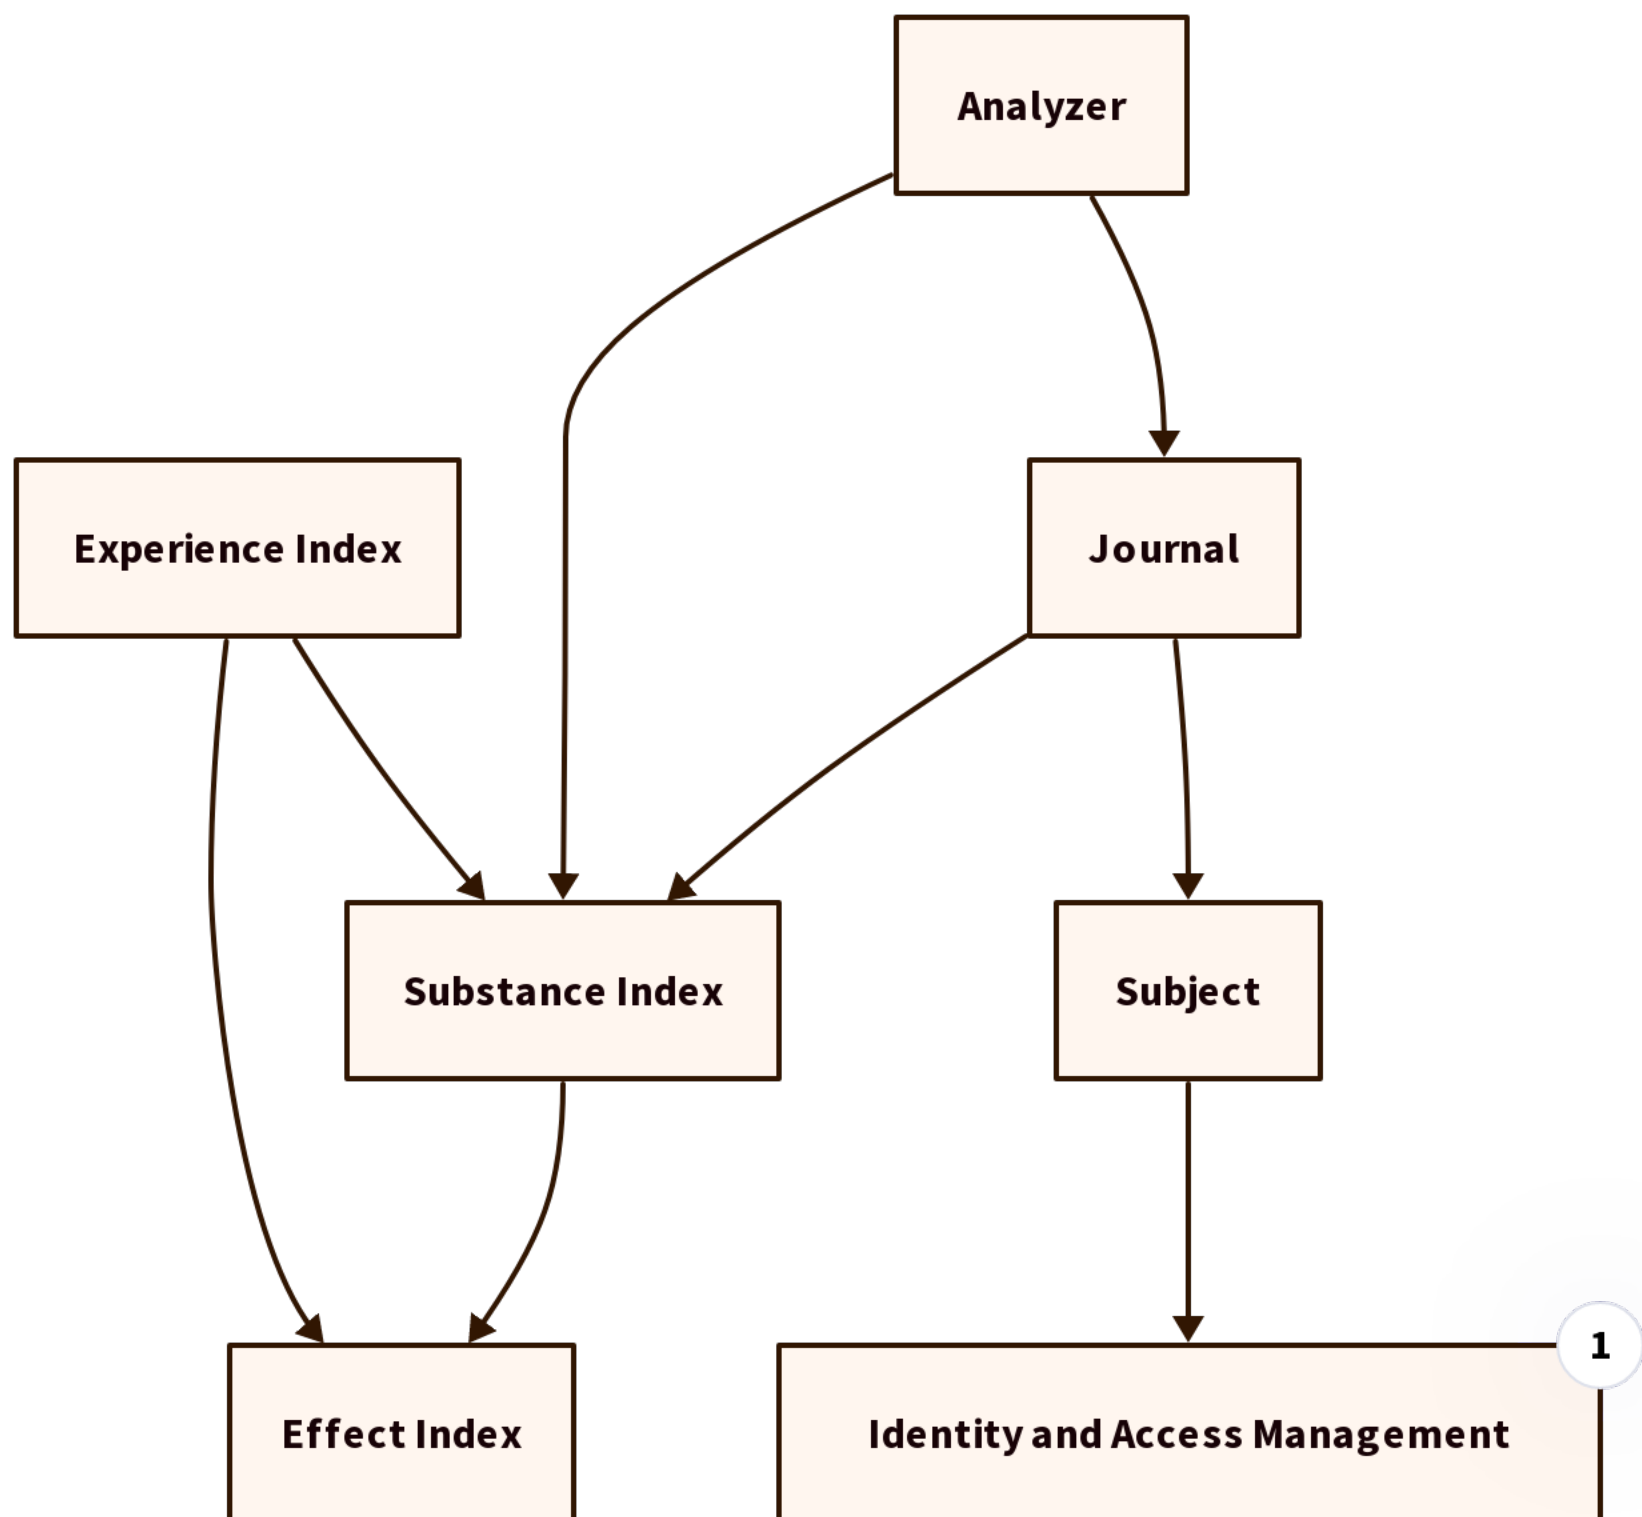 Analyzer
Experience Index
Journal
Substance Index
Subject
1
Effect Index
Identity and Access Management